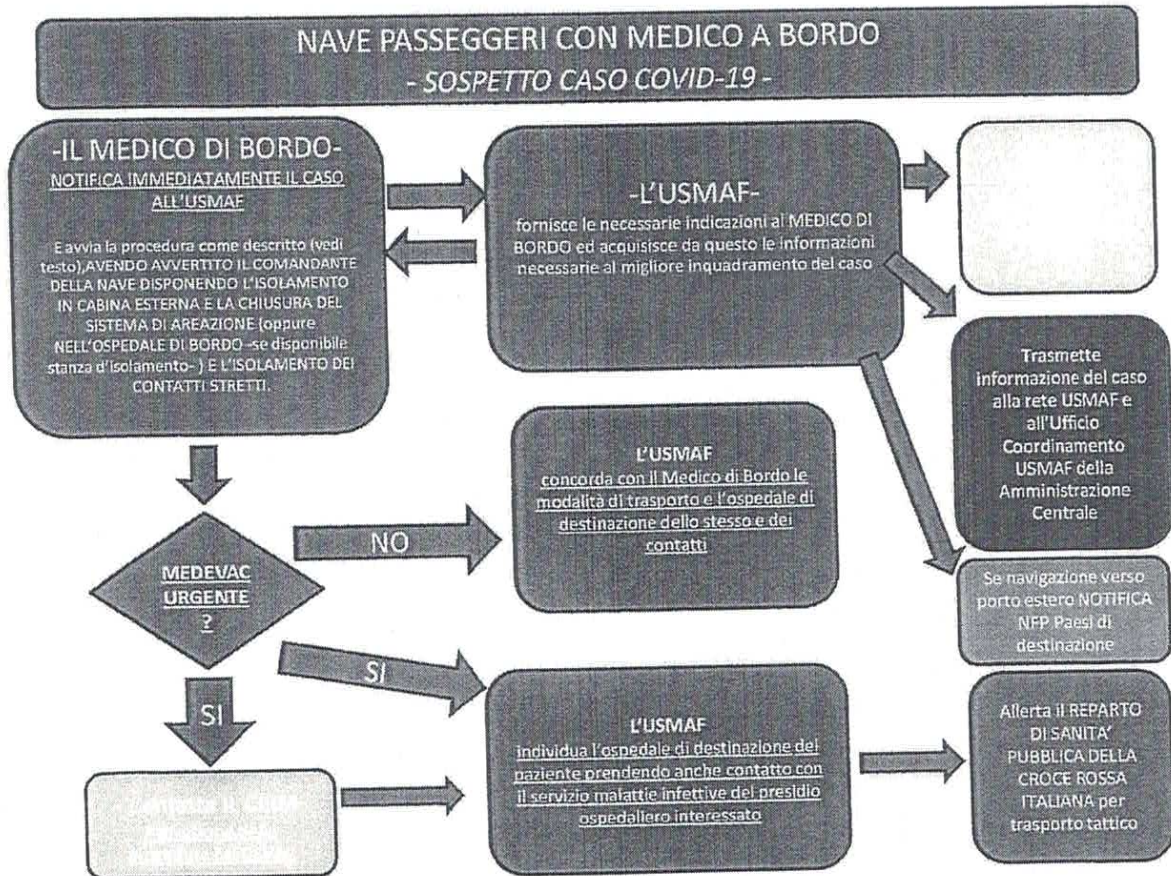 NAVE PASSEGGERI CON MEDICO A BORDO
- SOSPETTO CASO COVID-19 -
-IL MEDICO DI BORDO-
NOTIFICA IMMEDIATAMENTE IL CASO
ALL'USMAF
E avvia la procedura come descritto (vedi
testo),AVENDO AVVERTITO IL COMANDANTE
DELLA NAVE DISPONENDO L'ISOLAMENTO
IN CABINA ESTERNA E LA CHIUSURA DEL
SISTEMA DI AREAZIONE (oppure
NELL'OSPEDALE DI BORDO -se disponibile
stanza d'isolamento- ) E L'ISOLAMENTO DEI
CONTATTI STRETTI.
-L'USMAF-
fornisce le necessarie indicazioni al MEDICO DI
BORDO ed acquisisce da questo le informazioni
necessarie al migliore inquadramento del caso
Trasmette
informazione del caso
alla rete USMAF e
all'Ufficio
Coordinamento
USMAF della
Amministrazione
Centrale
Se navigazione verso
porto estero NOTIFICA
NFP Paesi di
destinazione
MEDEVAC
URGENTE
?
NO
L'USMAF
concorda con il Medico di Bordo le
modalità di trasporto e l'ospedale di
destinazione dello stesso e dei
contatti
SI
SI
L'USMAF
individua l'ospedale di destinazione del
paziente prendendo anche contatto con
il servizio malattie infettive del presidio
ospedaliero interessato
Allerta il REPARTO
DI SANITA'
PUBBLICA DELLA
CROCE ROSSA
ITALIANA per
trasporto tattico